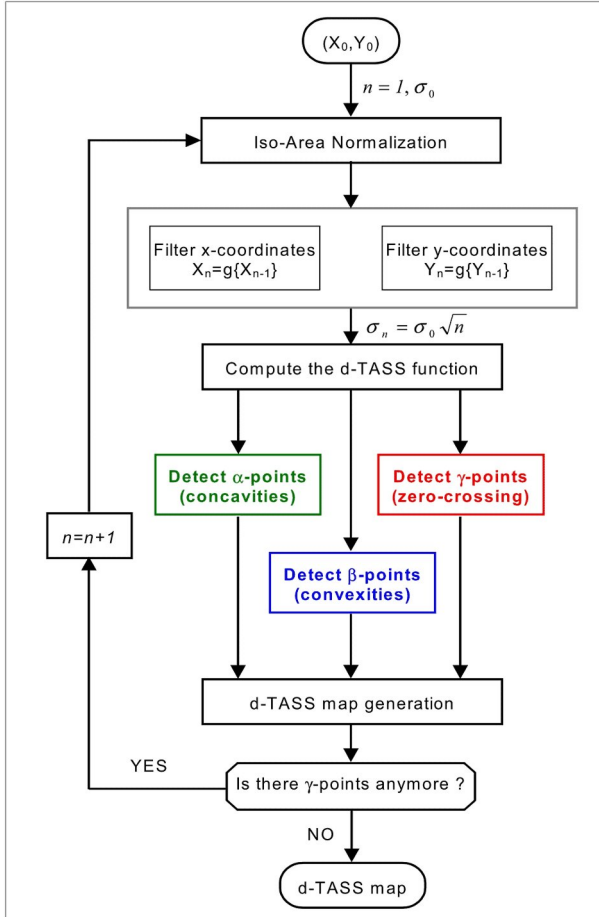 (X₀,Y₀)
n = 1, σ₀
Iso-Area Normalization
Filter x-coordinates
Xₙ=g{Xₙ₋₁}
Filter y-coordinates
Yₙ=g{Yₙ₋₁}
σₙ = σ₀ √n
Compute the d-TASS function
Detect α-points
(concavities)
Detect γ-points
(zero-crossing)
n=n+1
Detect β-points
(convexities)
d-TASS map generation
YES
Is there γ-points anymore ?
NO
d-TASS map